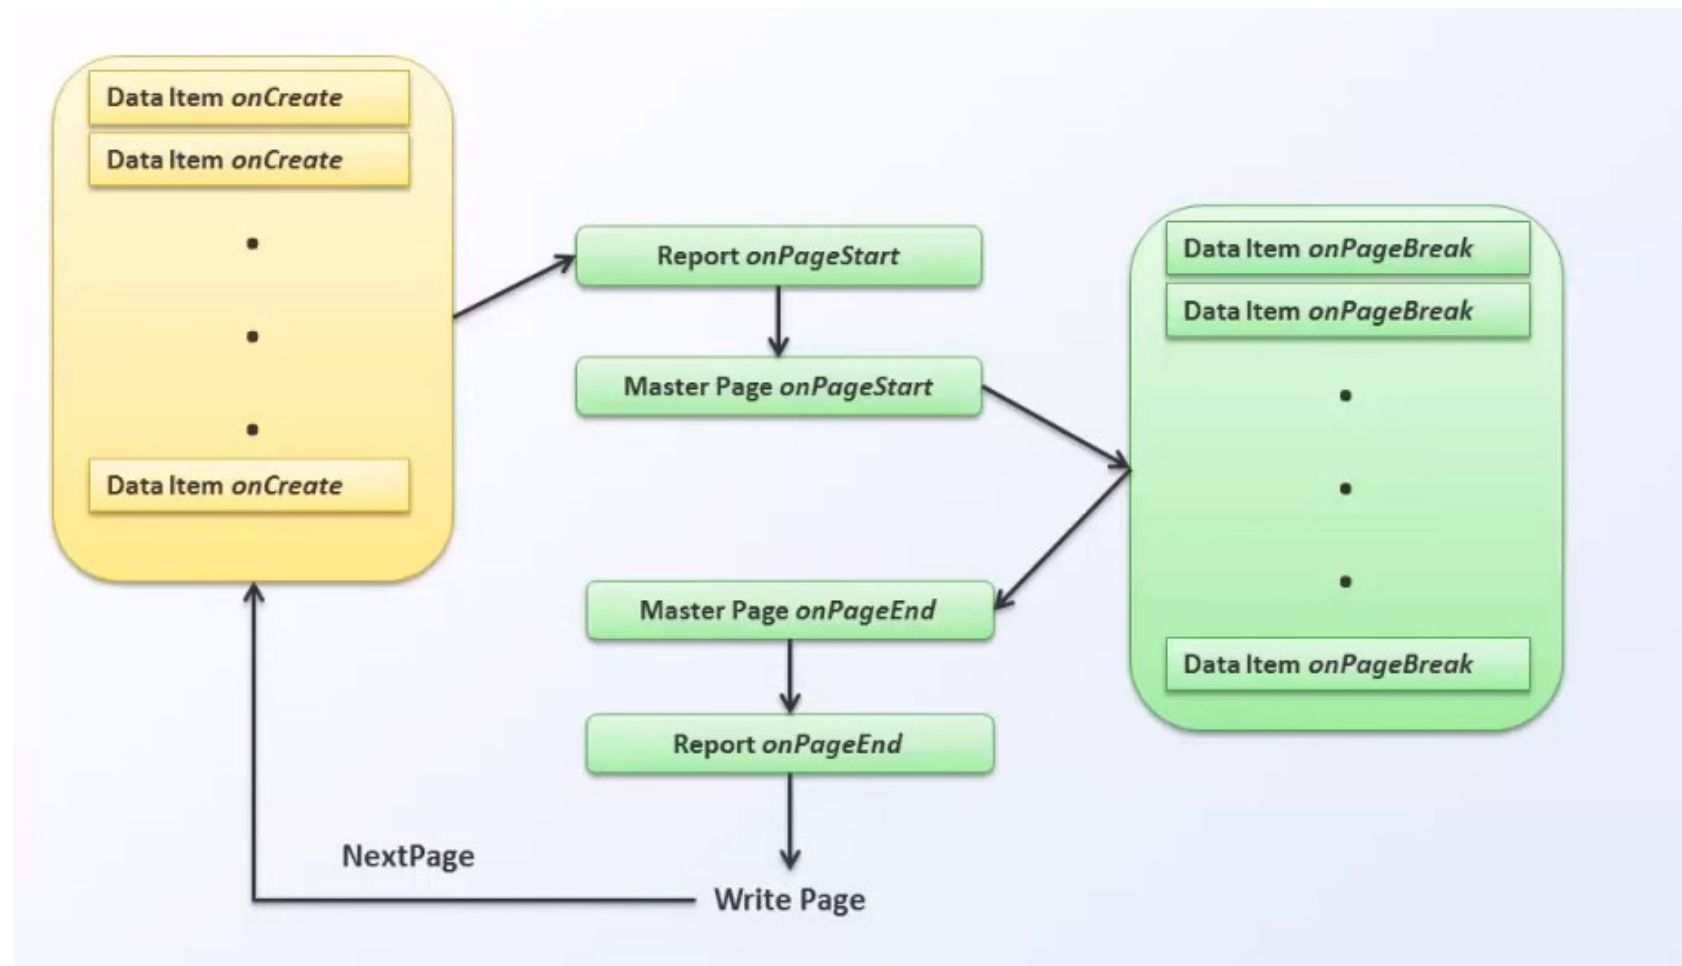 Data Item onCreate
Data Item onCreate
Data Item onCreate
Report onPageStart
Master Page onPageStart
Data Item onPageBreak
Data Item onPageBreak
Data Item onPageBreak
Master Page onPageEnd
Report onPageEnd
Write Page
NextPage